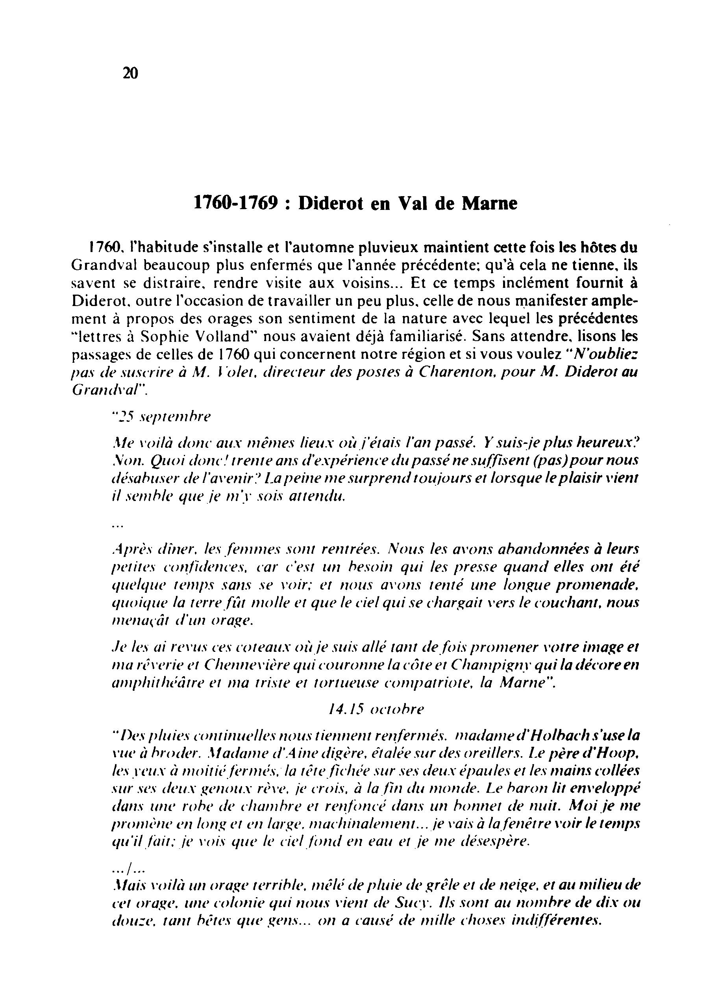 20
1760-1769 : Diderot en Val de Marne
1760, l'habitude s'installe et l'automne pluvieux maintient cette fois les hôtes du
Grandval beaucoup plus enfermés que l'année précédente; qu'à cela ne tienne, ils
savent se distraire, rendre visite aux voisins... Et ce temps inclément fournit à
Diderot, outre l'occasion de travailler un peu plus, celle de nous manifester ample-
ment à propos des orages son sentiment de la nature avec lequel les précédentes
"lettres à Sophie Volland" nous avaient déjà familiarisé. Sans attendre, lisons les
passages de celles de 1760 qui concernent notre région et si vous voulez "N'oubliez
pas de suscrire à M. Volet, directeur des postes à Charenton, pour M. Diderot au
Grandval".
"25 septembre
Me voilà donc aux mêmes lieux où j'étais l'an passé. Y suis-je plus heureux?
Non. Quoi donc! trente ans d'expérience du passé ne suffisent (pas) pour nous
désabuser de l'avenir? La peine me surprend toujours et lorsque le plaisir vient
il semble que je m'y sois attendu.
...
Après dîner, les femmes sont rentrées. Nous les avons abandonnées à leurs
petites confidences, car c'est un besoin qui les presse quand elles ont été
quelque temps sans se voir; et nous avons tenté une longue promenade,
quoique la terre fût molle et que le ciel qui se chargait vers le couchant, nous
menaçât d'un orage.
Je les ai revus ces coteaux où je suis allé tant de fois promener votre image et
ma rêverie et Chennevière qui couronne la côte et Champigny qui la décore en
amphithéâtre et ma triste et tortueuse compatriote, la Marne".
14.15 octobre
"Des pluies continuelles nous tiennent renfermés. madame d'Holbach s'use la
vue à broder. Madame d'Aine digère, étalée sur des oreillers. Le père d'Hoop,
les yeux à moitié fermés, la tête fichée sur ses deux épaules et les mains collées
sur ses deux genoux rève, je crois, à la fin du monde. Le baron lit enveloppé
dans une robe de chambre et renfoncé dans un bonnet de nuit. Moi je me
promène en long et en large, machinalement... je vais à la fenêtre voir le temps
qu'il fait; je vois que le ciel fond en eau et je me désespère.
.../...
Mais voilà un orage terrible, mêlé de pluie de grêle et de neige, et au milieu de
cet orage, une colonie qui nous vient de Sucy. Ils sont au nombre de dix ou
douze, tant bêtes que gens... on a causé de mille choses indifférentes.